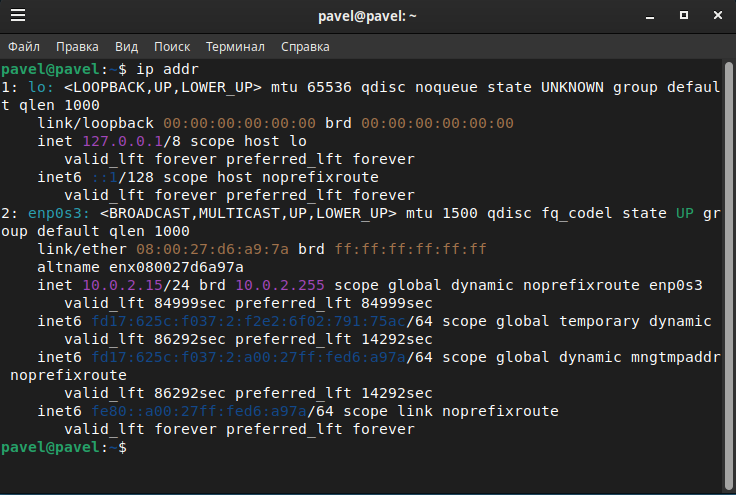 pavel@pavel: ~
Файл Правка Вид Поиск Терминал Справка
pavel@pavel:~$ ip addr
1: lo: <LOOPBACK,UP,LOWER_UP> mtu 65536 qdisc noqueue state UNKNOWN group defaul
t qlen 1000
    link/loopback 00:00:00:00:00:00 brd 00:00:00:00:00:00
    inet 127.0.0.1/8 scope host lo
       valid_lft forever preferred_lft forever
    inet6 ::1/128 scope host noprefixroute
       valid_lft forever preferred_lft forever
2: enp0s3: <BROADCAST,MULTICAST,UP,LOWER_UP> mtu 1500 qdisc fq_codel state UP gr
oup default qlen 1000
    link/ether 08:00:27:d6:a9:7a brd ff:ff:ff:ff:ff:ff
    altname enx080027d6a97a
    inet 10.0.2.15/24 brd 10.0.2.255 scope global dynamic noprefixroute enp0s3
       valid_lft 84999sec preferred_lft 84999sec
    inet6 fd17:625c:f037:2:f2e2:6f02:791:75ac/64 scope global temporary dynamic
       valid_lft 86292sec preferred_lft 14292sec
    inet6 fd17:625c:f037:2:a00:27ff:fed6:a97a/64 scope global dynamic mngtmpaddr
 noprefixroute
       valid_lft 86292sec preferred_lft 14292sec
    inet6 fe80::a00:27ff:fed6:a97a/64 scope link noprefixroute
       valid_lft forever preferred_lft forever
pavel@pavel:~$